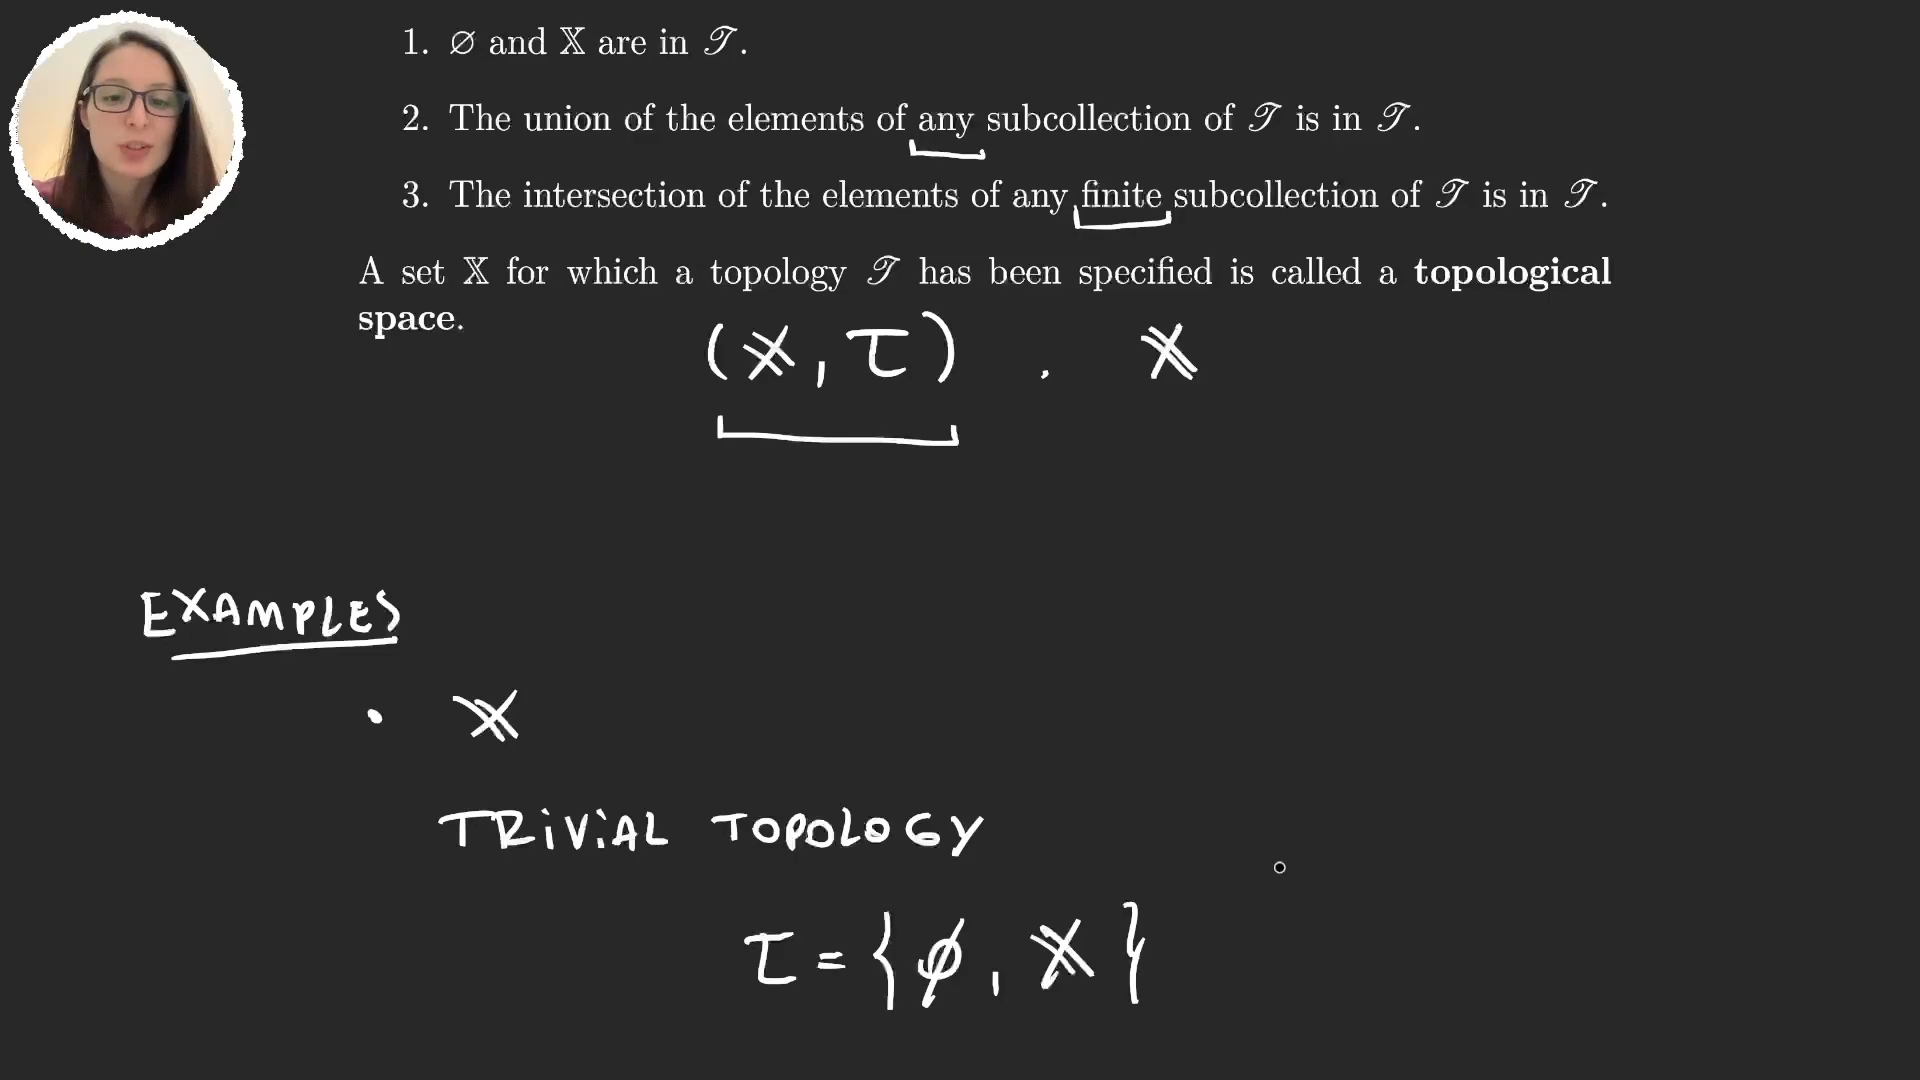 1. ∅ and 𝕏 are in 𝒯.
2. The union of the elements of any subcollection of 𝒯 is in 𝒯.
3. The intersection of the elements of any finite subcollection of 𝒯 is in 𝒯.
A set 𝕏 for which a topology 𝒯 has been specified is called a topological
space.
(𝕏, τ) . 𝕏
EXAMPLES
• 𝕏
TRiViAL TOPOLOGY
τ = {ϕ, 𝕏}